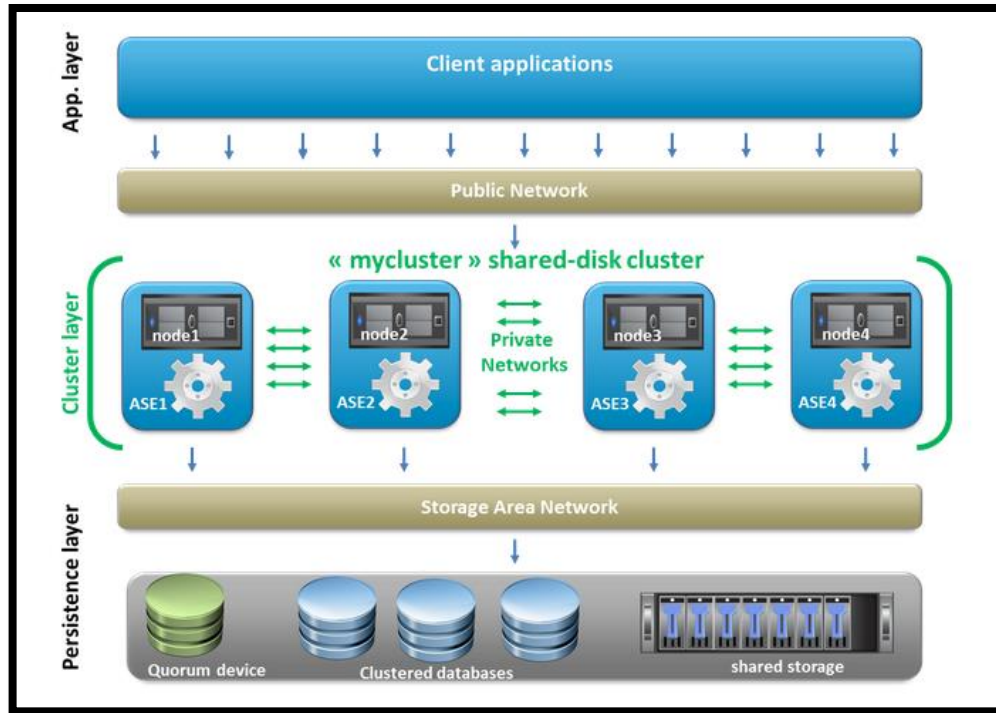 App. layer
Client applications
Public Network
Cluster layer
« mycluster » shared-disk cluster
node1
node2
node3
node4
Private
Networks
ASE1
ASE2
ASE3
ASE4
Persistence layer
Storage Area Network
Quorum device
Clustered databases
shared storage